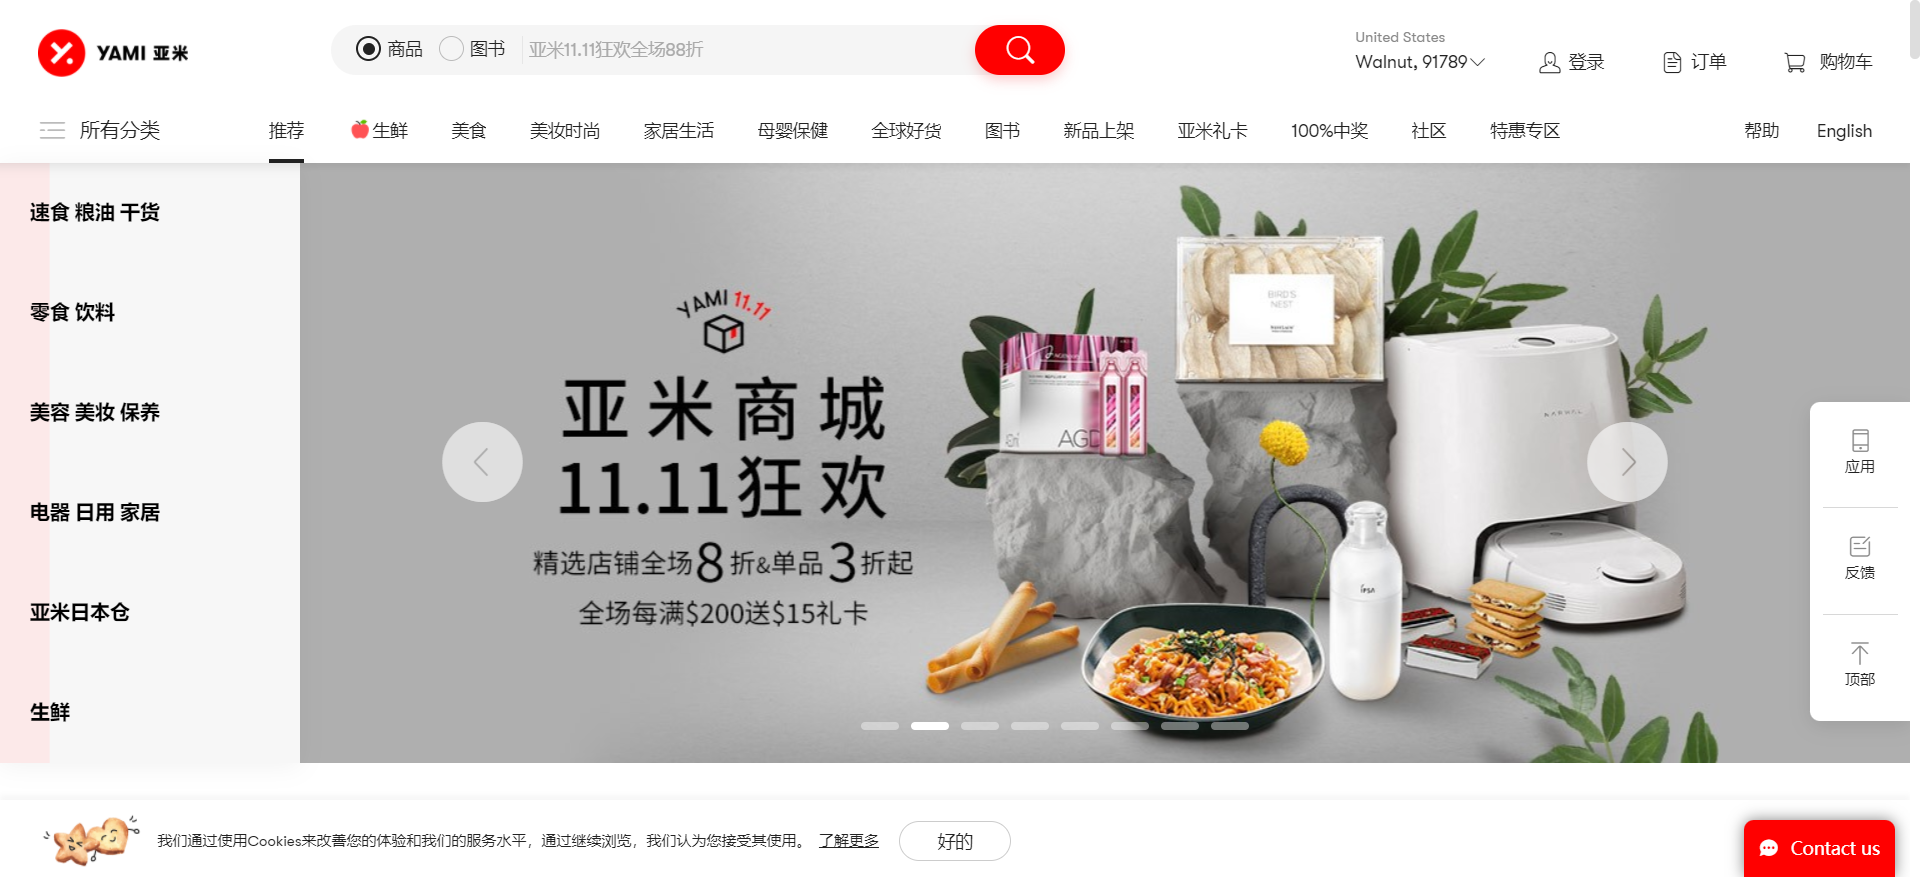 YAMI 亚米
商品 图书 亚米11.11狂欢全场88折
United States
Walnut, 91789
登录
订单
购物车
所有分类
推荐 生鲜 美食 美妆时尚 家居生活 母婴保健 全球好货 图书 新品上架 亚米礼卡 100%中奖 社区 特惠专区
帮助 English
速食 粮油 干货
零食 饮料
美容 美妆 保养
电器 日用 家居
亚米日本仓
生鲜
YAMI 11.11
亚米商城
11.11狂欢
精选店铺全场8折&单品3折起
全场每满$200送$15礼卡
BIRD'S
NEST
AGD
NARWAL
IPSA
应用
反馈
顶部
我们通过使用Cookies来改善您的体验和我们的服务水平，通过继续浏览，我们认为您接受其使用。 了解更多
好的
Contact us